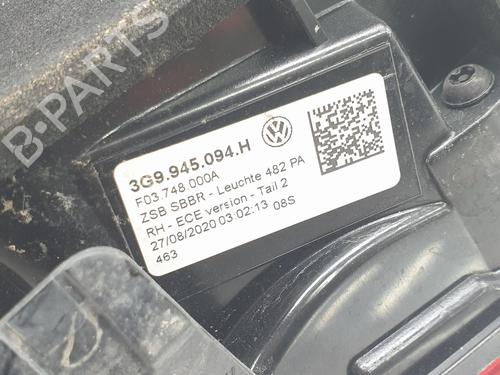 B-PARTS
3G9.945.094.H
F03.748 000A
ZSB SBBR - Leuchte 482 PA
RH - ECE version - Tail 2
27/08/2020 03:02:13 08S
463